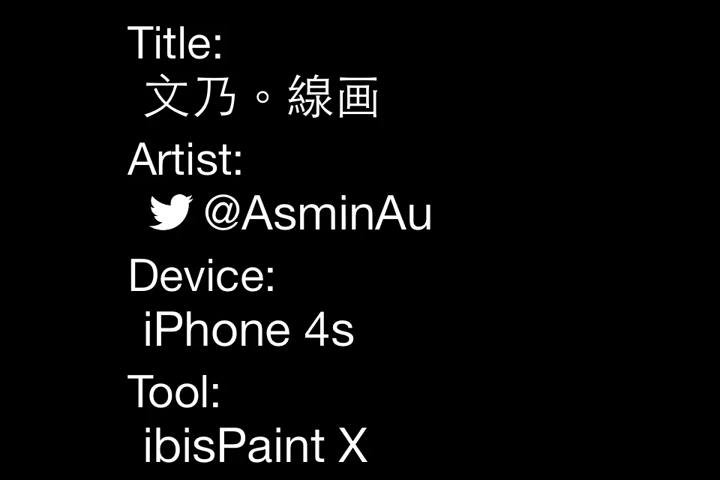 Title:
文乃。線画
Artist:
@AsminAu
Device:
iPhone 4s
Tool:
ibisPaint X